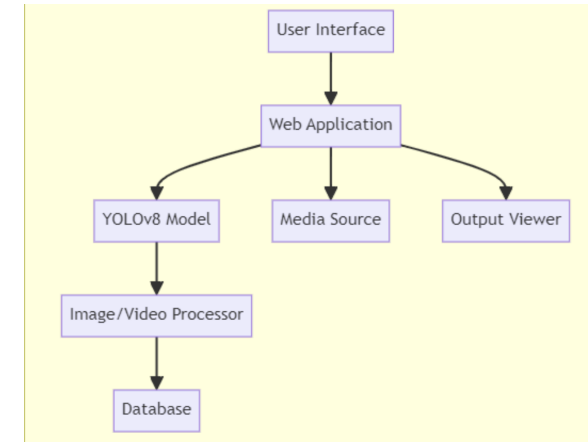 User Interface
Web Application
YOLOv8 Model
Media Source
Output Viewer
Image/Video Processor
Database